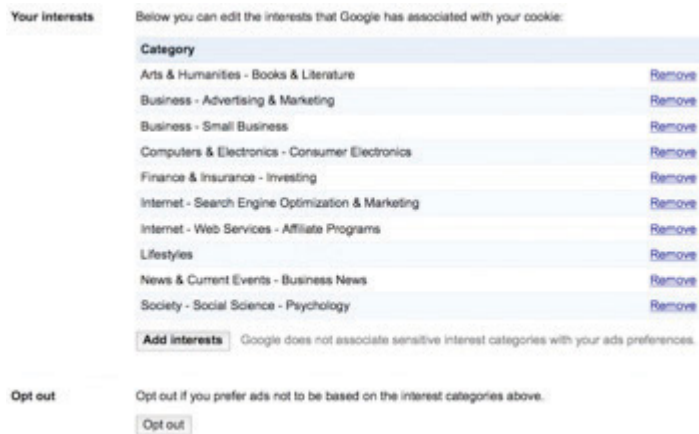 Your interests Below you can edit the interests that Google has associated with your cookie:
Category
Arts & Humanities - Books & Literature Remove
Business - Advertising & Marketing Remove
Business - Small Business Remove
Computers & Electronics - Consumer Electronics Remove
Finance & Insurance - Investing Remove
Internet - Search Engine Optimization & Marketing Remove
Internet - Web Services - Affiliate Programs Remove
Lifestyles Remove
News & Current Events - Business News Remove
Society - Social Science - Psychology Remove
Add interests Google does not associate sensitive interest categories with your ads preferences.
Opt out Opt out if you prefer ads not to be based on the interest categories above.
Opt out